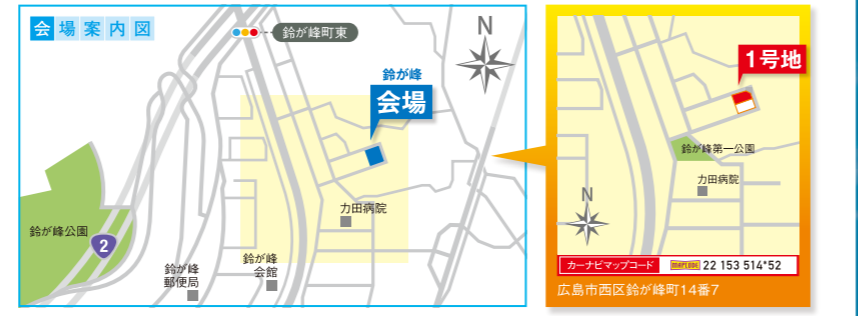 会場案内図
鈴が峰町東
N
鈴が峰
会場
力田病院
鈴が峰公園
2
鈴が峰
郵便局
鈴が峰
会館
1号地
鈴が峰第一公園
力田病院
N
カーナビマップコード MAPCODE 22 153 514*52
広島市西区鈴が峰町14番7